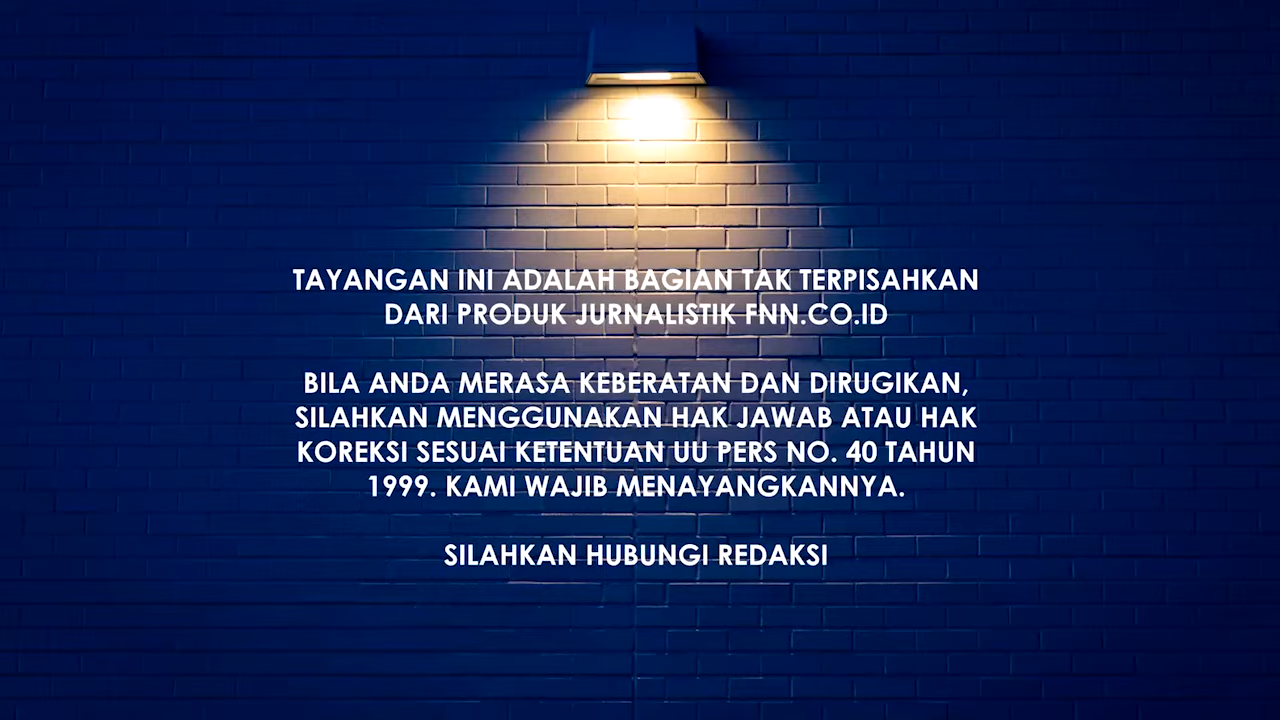 TAYANGAN INI ADALAH BAGIAN TAK TERPISAHKAN
DARI PRODUK JURNALISTIK FNN.CO.ID
BILA ANDA MERASA KEBERATAN DAN DIRUGIKAN,
SILAHKAN MENGGUNAKAN HAK JAWAB ATAU HAK
KOREKSI SESUAI KETENTUAN UU PERS NO. 40 TAHUN
1999. KAMI WAJIB MENAYANGKANNYA.
SILAHKAN HUBUNGI REDAKSI